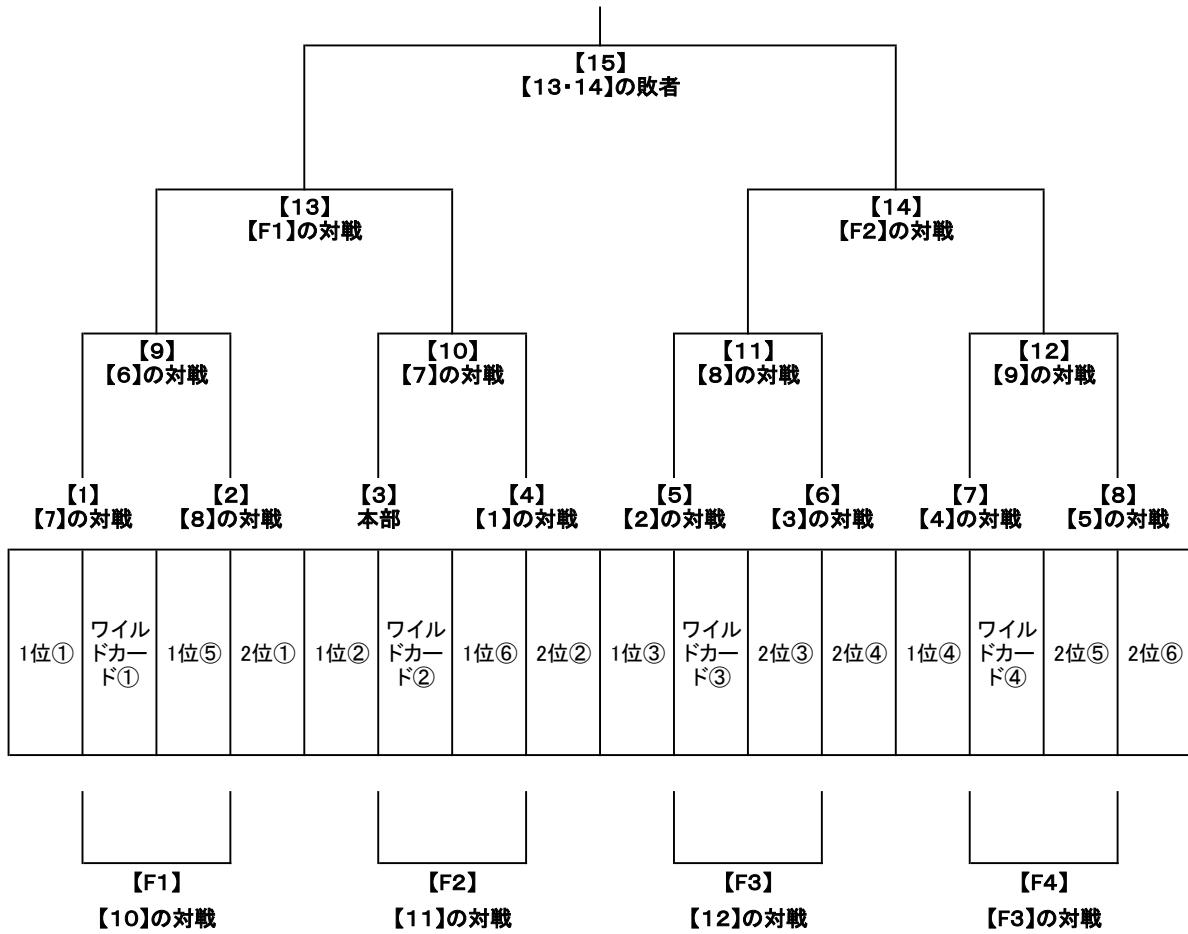 【15】
【13・14】の敗者
【13】
【F1】の対戦
【14】
【F2】の対戦
【9】
【6】の対戦
【10】
【7】の対戦
【11】
【8】の対戦
【12】
【9】の対戦
【1】
【7】の対戦
【2】
【8】の対戦
【3】
本部
【4】
【1】の対戦
【5】
【2】の対戦
【6】
【3】の対戦
【7】
【4】の対戦
【8】
【5】の対戦
1位①
ワイル
ドカー
ド①
1位⑤
2位①
1位②
ワイル
ドカー
ド②
1位⑥
2位②
1位③
ワイル
ドカー
ド③
2位③
2位④
1位④
ワイル
ドカー
ド④
2位⑤
2位⑥
【F1】
【10】の対戦
【F2】
【11】の対戦
【F3】
【12】の対戦
【F4】
【F3】の対戦